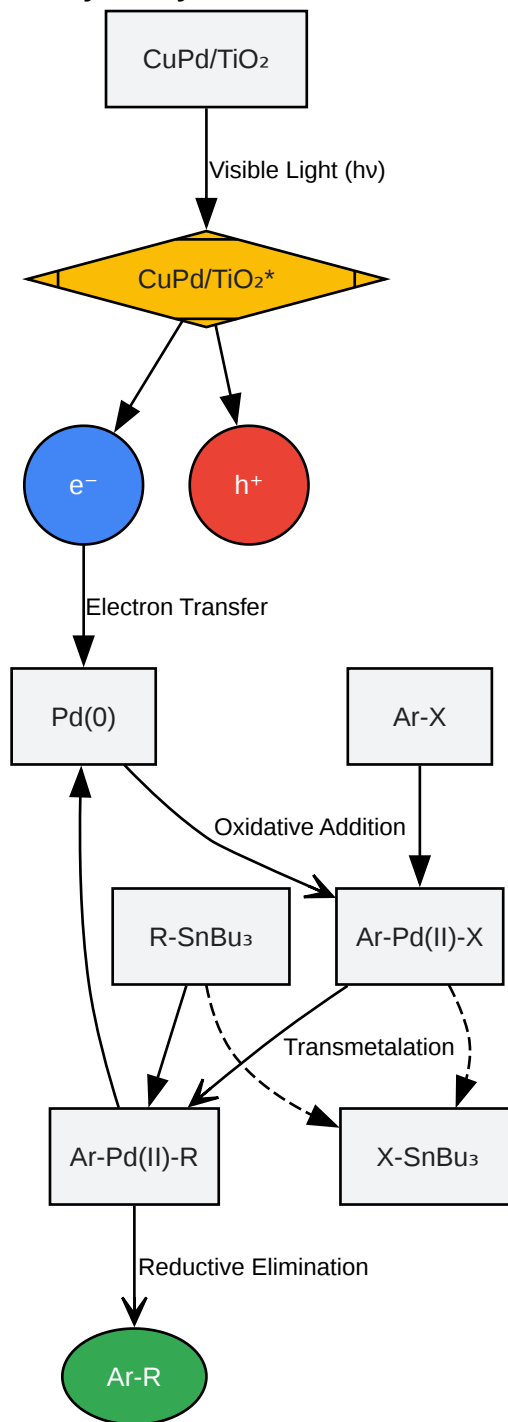 CuPd/TiO₂
Visible Light (hν)
CuPd/TiO₂*
e⁻
h⁺
Electron Transfer
Pd(0)
Ar-X
Oxidative Addition
R-SnBu₃
Ar-Pd(II)-X
Transmetalation
Ar-Pd(II)-R
X-SnBu₃
Reductive Elimination
Ar-R